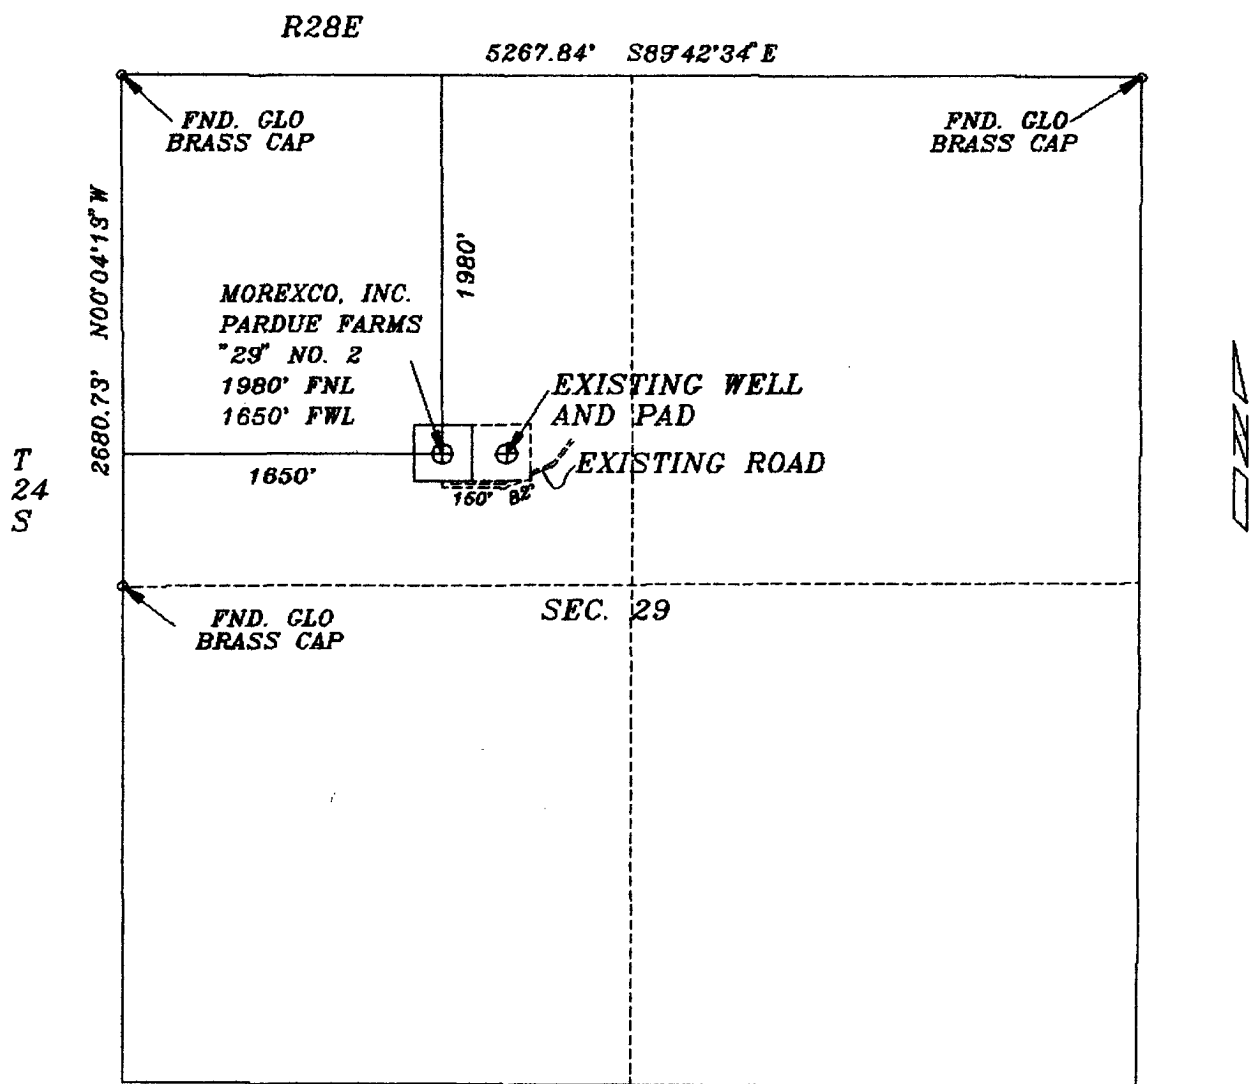 R28E
5267.84' S89°42'34"E
FND. GLO
BRASS CAP
FND. GLO
BRASS CAP
2680.73' N00°04'13"W
1980'
MOREXCO, INC.
PARDUE FARMS
"29" NO. 2
1980' FNL
1650' FWL
EXISTING WELL
AND PAD
EXISTING ROAD
1650'
160'
82'
T
24
S
FND. GLO
BRASS CAP
SEC. 29